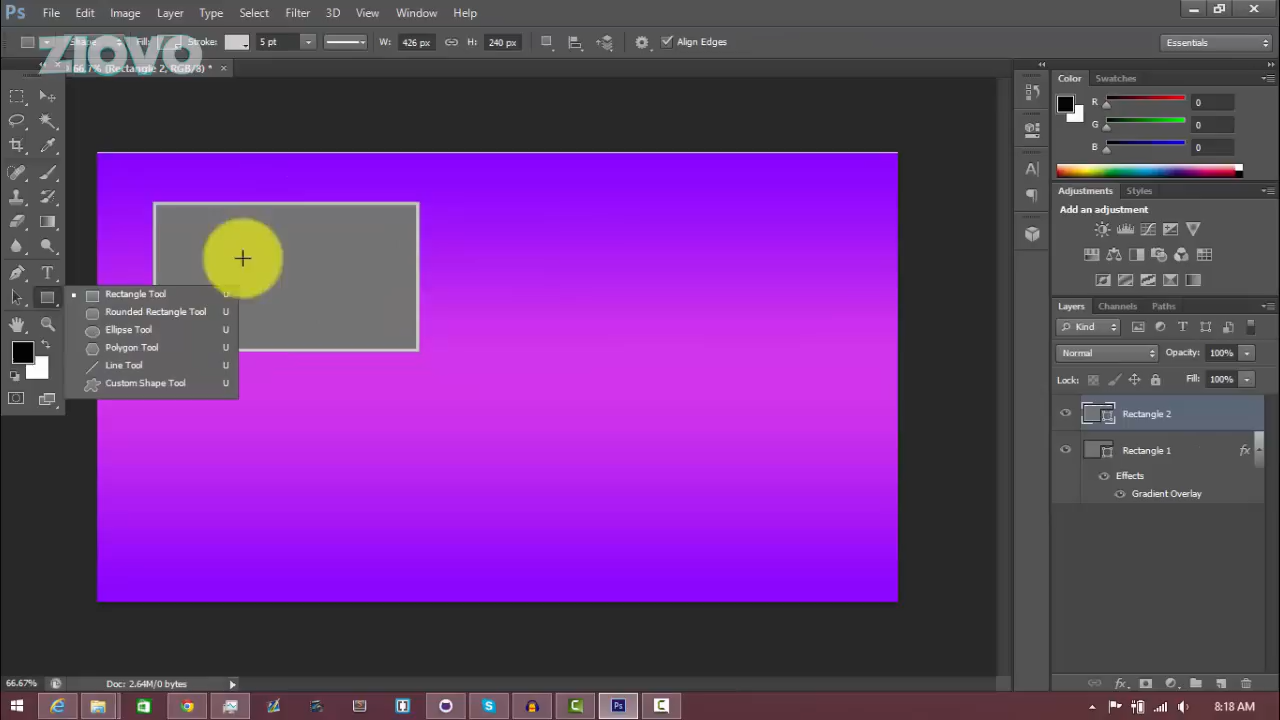 Ps File Edit Image Layer Type Select Filter 3D View Window Help
Shape Fill: Stroke: 5 pt W: 426 px H: 240 px Align Edges Essentials
ZIOVO
66.7% (Rectangle 2, RGB/8) *
Color Swatches
R 0
G 0
B 0
Adjustments Styles
Add an adjustment
Rectangle Tool U
Rounded Rectangle Tool U
Ellipse Tool U
Polygon Tool U
Line Tool U
Custom Shape Tool U
Layers Channels Paths
Kind
Normal Opacity: 100%
Lock: Fill: 100%
Rectangle 2
Rectangle 1 fx
Effects
Gradient Overlay
66.67% Doc: 2.64M/0 bytes
8:18 AM